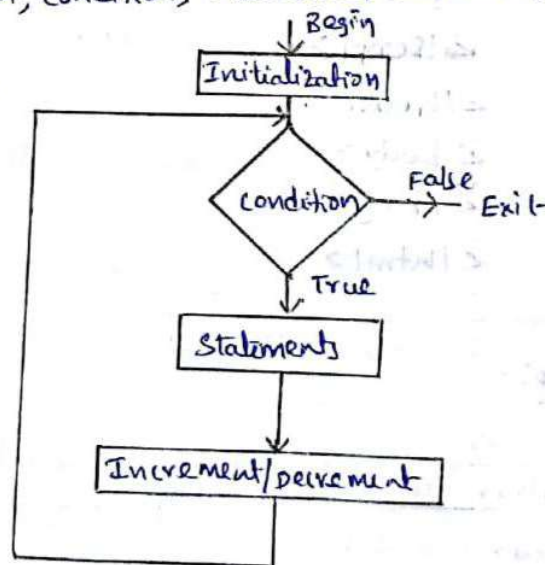 Begin
Initialization
condition
False
Exit
True
Statements
Increment/Decrement